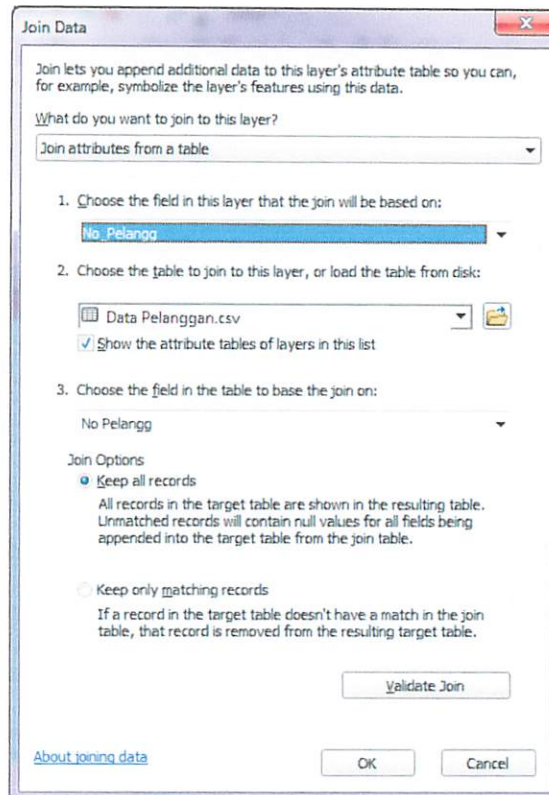 Join Data
Join lets you append additional data to this layer's attribute table so you can,
for example, symbolize the layer's features using this data.
What do you want to join to this layer?
Join attributes from a table
1. Choose the field in this layer that the join will be based on:
No_Pelangg
2. Choose the table to join to this layer, or load the table from disk:
Data Pelanggan.csv
Show the attribute tables of layers in this list
3. Choose the field in the table to base the join on:
No Pelangg
Join Options
Keep all records
All records in the target table are shown in the resulting table.
Unmatched records will contain null values for all fields being
appended into the target table from the join table.
Keep only matching records
If a record in the target table doesn't have a match in the join
table, that record is removed from the resulting target table.
Validate Join
About joining data
OK
Cancel